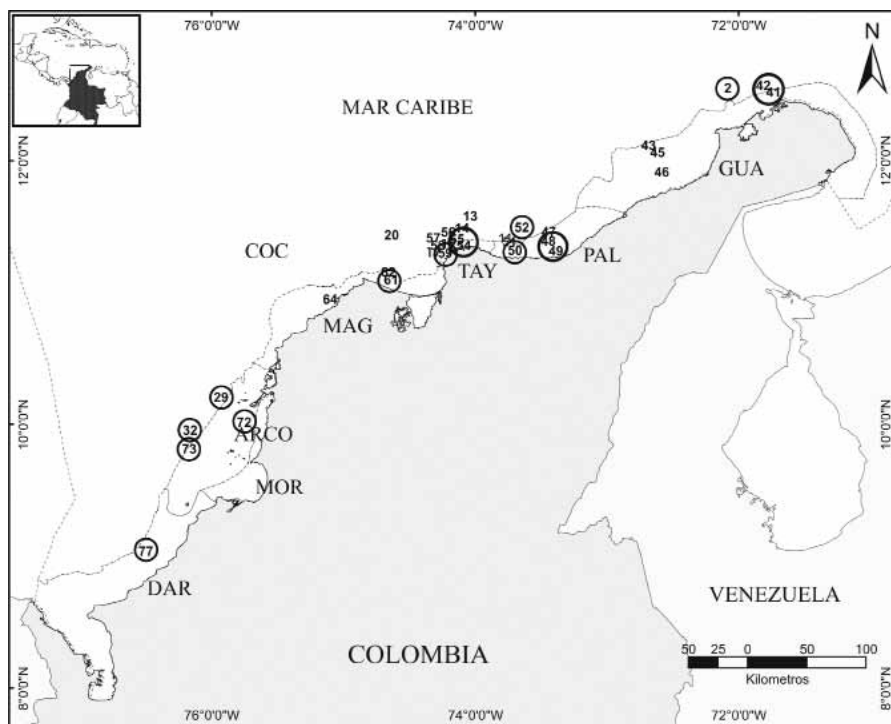 76°0'0"W 74°0'0"W 72°0'0"W
N
MAR CARIBE
2 42 41
12°0'0"N 12°0'0"N
43
45
46
GUA
13
20
52
47
48
49
50
PAL
TAY
COC
61
64
MAG
29
32
72
10°0'0"N 10°0'0"N
ARCO
73
MOR
77
DAR
VENEZUELA
COLOMBIA
50 25 0 50 100
Kilometros
8°0'0"N 8°0'0"N
76°0'0"W 74°0'0"W 72°0'0"W